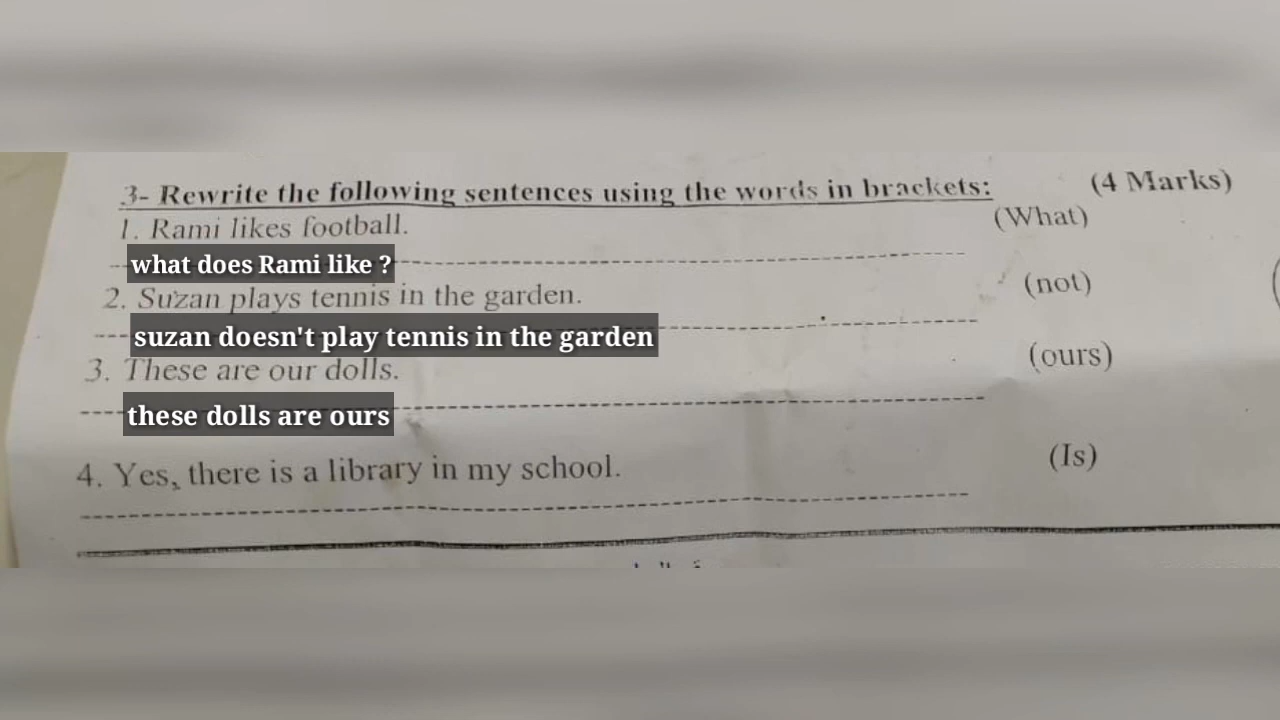 3- Rewrite the following sentences using the words in brackets: (4 Marks)
1. Rami likes football. (What)
what does Rami like ?
2. Suzan plays tennis in the garden. (not)
suzan doesn't play tennis in the garden
3. These are our dolls. (ours)
these dolls are ours
4. Yes, there is a library in my school. (Is)